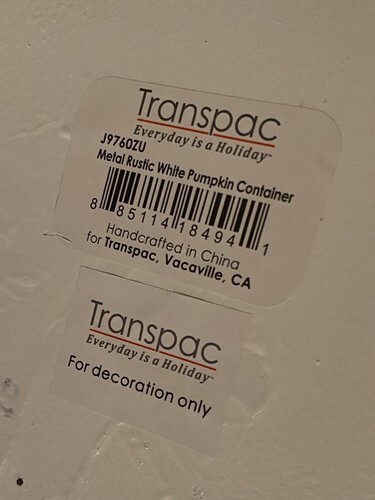 Transpac
Everyday is a Holiday™
J9760ZU
Metal Rustic White Pumpkin Container
8 85114 18494 1
Handcrafted in China
for Transpac, Vacaville, CA
Transpac
Everyday is a Holiday™
For decoration only